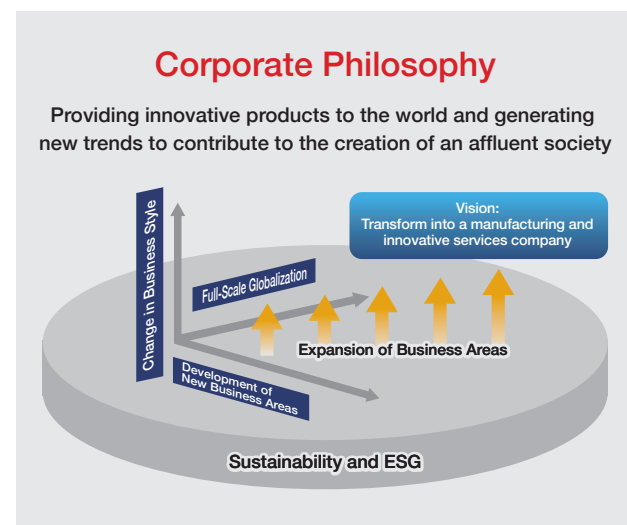 Corporate Philosophy
Providing innovative products to the world and generating
new trends to contribute to the creation of an affluent society
Vision:
Transform into a manufacturing and
innovative services company
Change in Business Style
Full-Scale Globalization
Expansion of Business Areas
Development of
New Business Areas
Sustainability and ESG